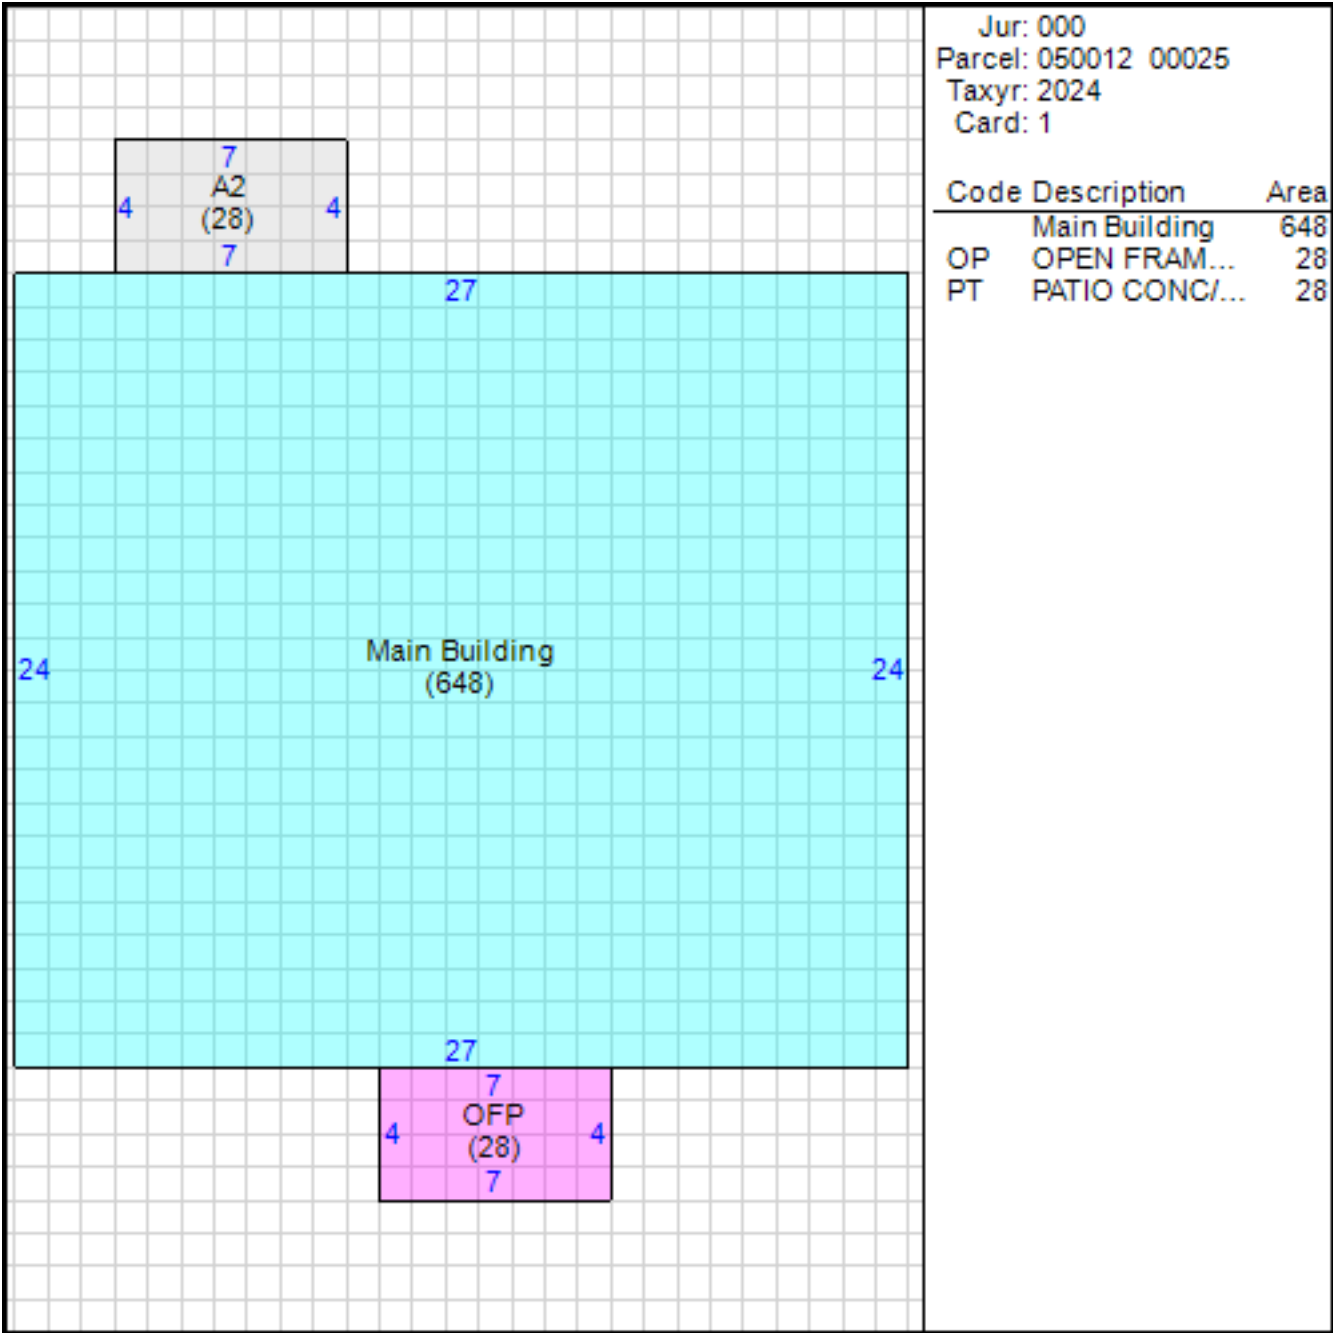 7
A2
4 4
(28)
7
27
Main Building
24 24
(648)
27
7
OFP
4 4
(28)
7
Jur: 000
Parcel: 050012 00025
Taxyr: 2024
Card: 1
Code Description Area
Main Building 648
OP OPEN FRAM... 28
PT PATIO CONC/... 28